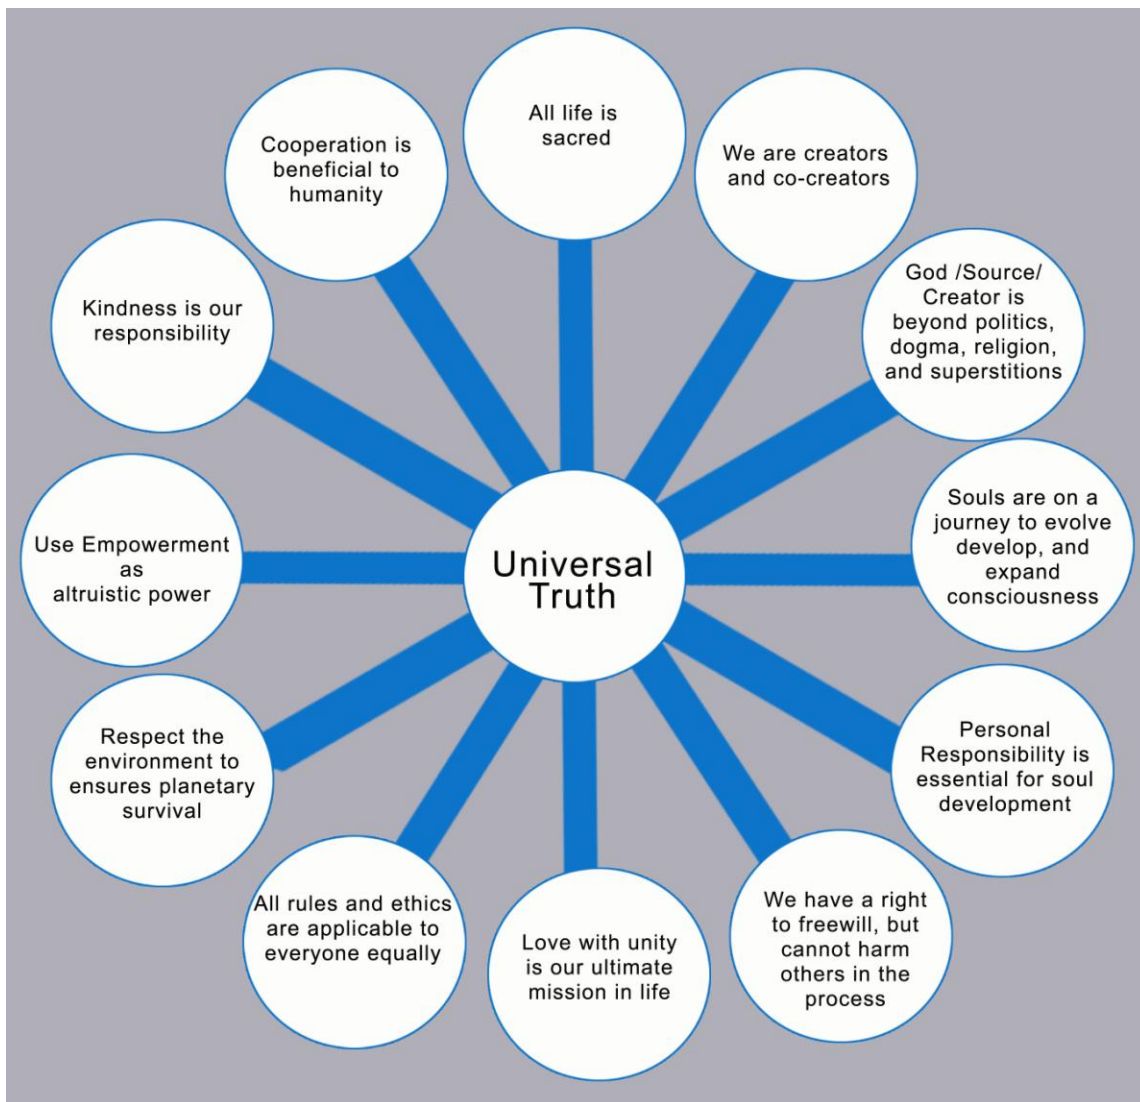 All life is
sacred
We are creators
and co-creators
God /Source/
Creator is
beyond politics,
dogma, religion,
and superstitions
Souls are on a
journey to evolve
develop, and
expand
consciousness
Personal
Responsibility is
essential for soul
development
We have a right
to freewill, but
cannot harm
others in the
process
Love with unity
is our ultimate
mission in life
All rules and ethics
are applicable to
everyone equally
Respect the
environment to
ensures planetary
survival
Use Empowerment
as
altruistic power
Kindness is our
responsibility
Cooperation is
beneficial to
humanity
Universal
Truth